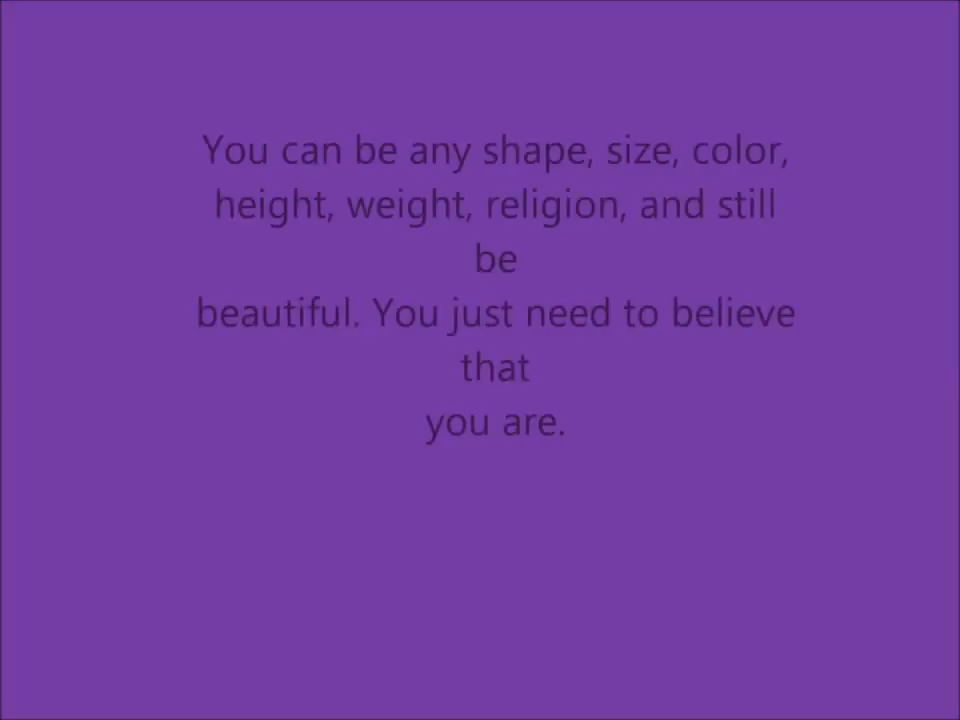 You can be any shape, size, color,
height, weight, religion, and still
be
beautiful. You just need to believe
that
you are.